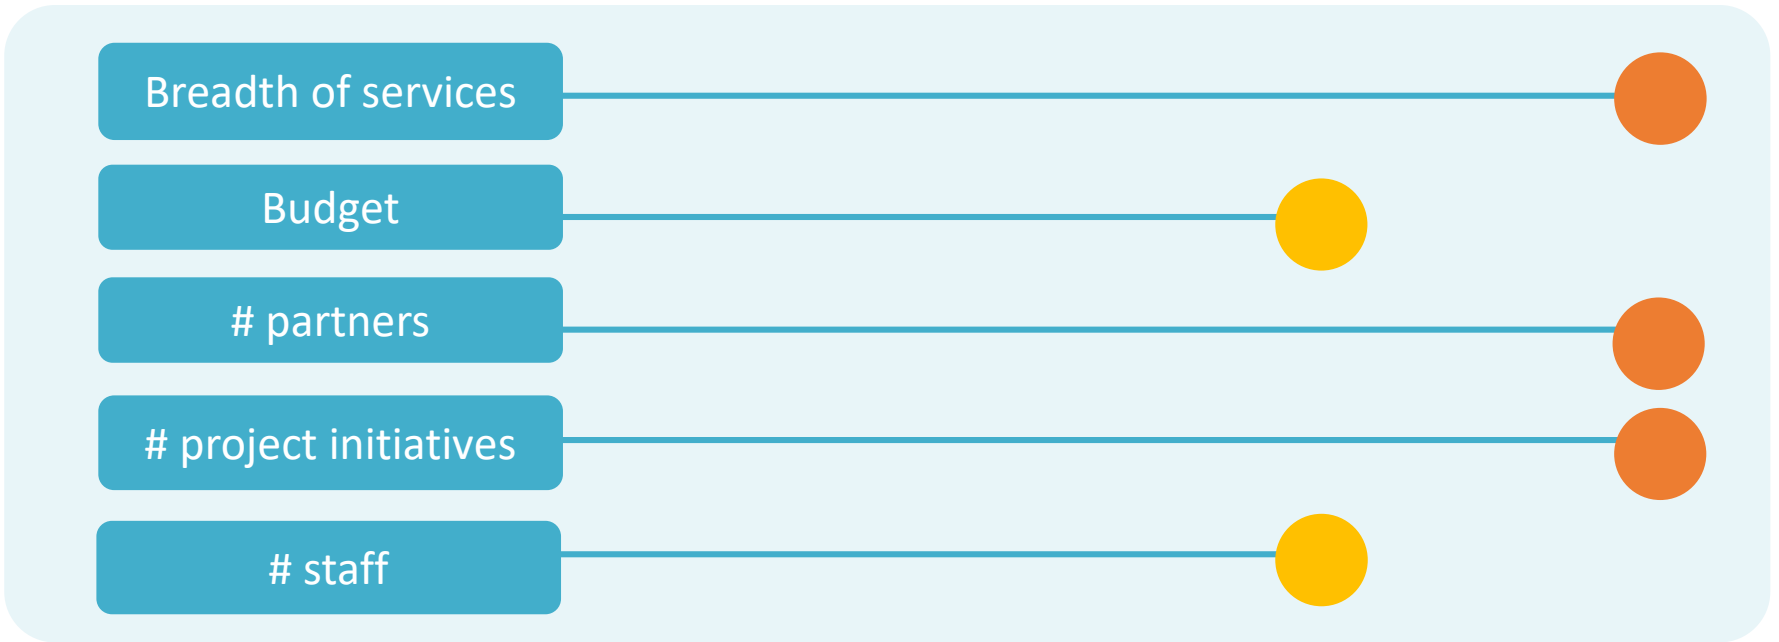 Breadth of services
Budget
# partners
# project initiatives
# staff